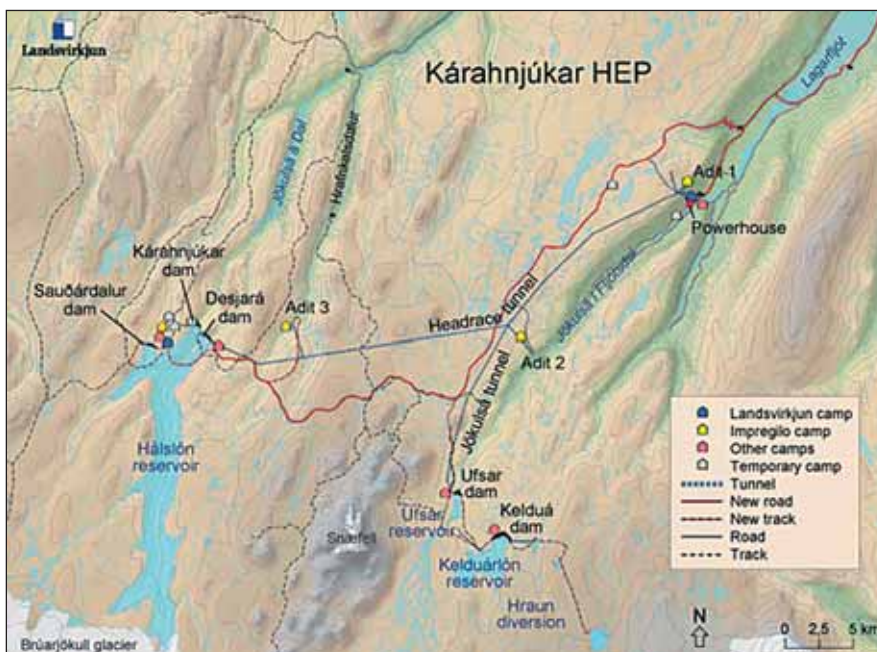 Landsvirkjun
Kárahnjúkar HEP
Lagarfljót
Jökulsá á Dal
Hrafnkelsdalur
Adit-1
Powerhouse
Kárahnjúkar
dam
Sauðárdalur
dam
Desjará
dam
Adit 3
Headrace tunnel
Jökulsá í Fljótsdal
Adit 2
Jökulsá tunnel
Hálslón
reservoir
Ufsar
dam
Ufsar
reservoir
Kelduá
dam
Snæfell
Kelduárlón
reservoir
Hraun
diversion
Brúarjökull glacier
Landsvirkjun camp
Impregilo camp
Other camps
Temporary camp
Tunnel
New road
New track
Road
Track
N
0 2,5 5 km